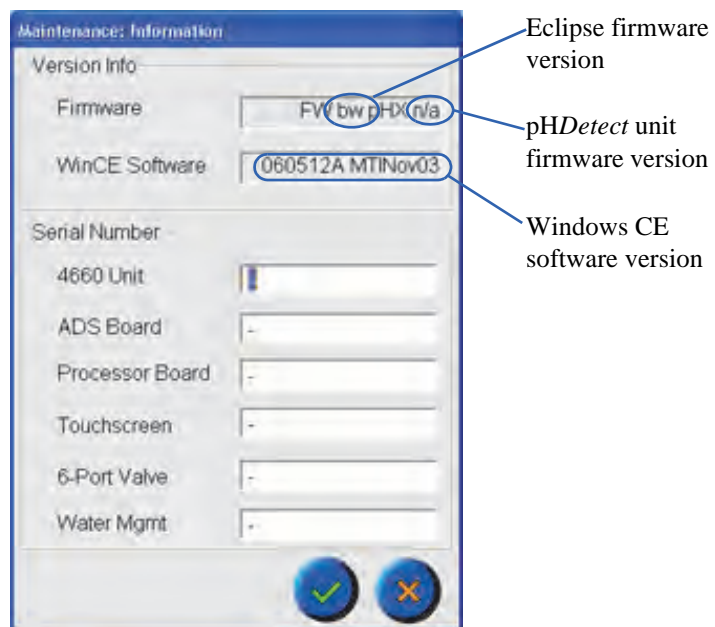 Maintenance: Information
Version Info
Firmware
FW bw pHX n/a
WinCE Software
060512A MTINov03
Serial Number
4660 Unit
-
ADS Board
-
Processor Board
-
Touchscreen
-
6-Port Valve
-
Water Mgmt
-
Eclipse firmware
version
pHDetect unit
firmware version
Windows CE
software version